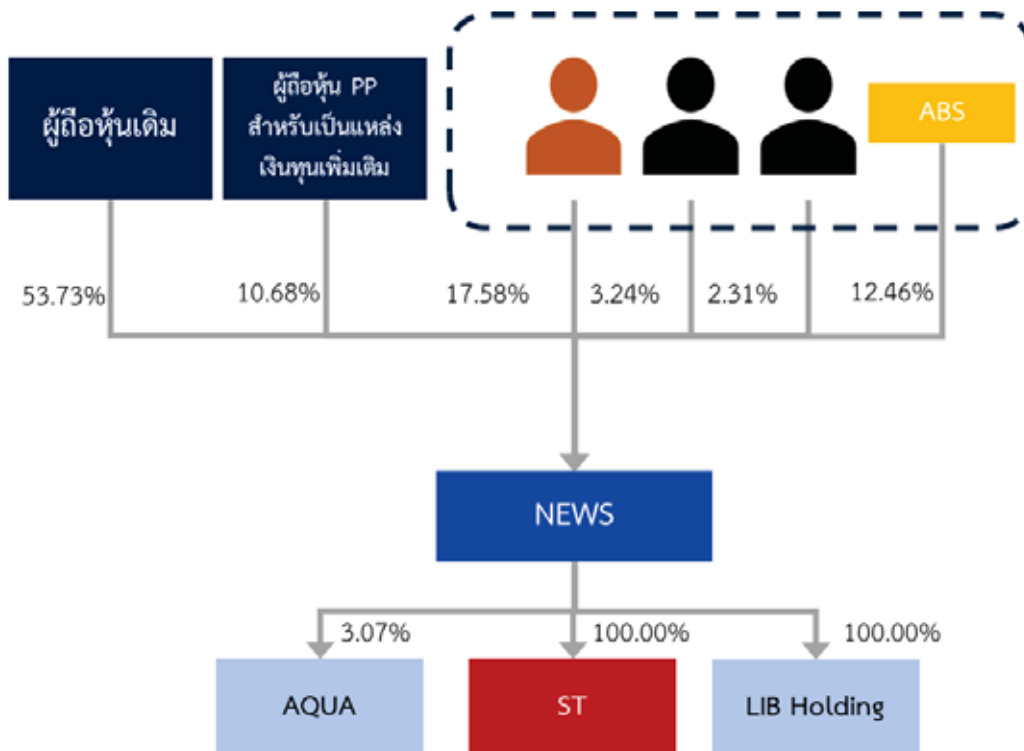 ผู้ถือหุ้นเดิม
ผู้ถือหุ้น PP
สำหรับเป็นแหล่ง
เงินทุนเพิ่มเติม
ABS
53.73%
10.68%
17.58%
3.24%
2.31%
12.46%
NEWS
3.07%
100.00%
100.00%
AQUA
ST
LIB Holding